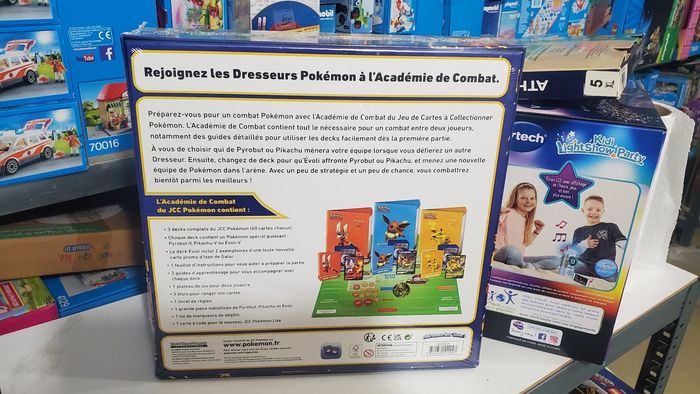 Rejoignez les Dresseurs Pokémon à l'Académie de Combat.
Préparez-vous pour un combat Pokémon avec l'Académie de Combat du Jeu de Cartes à Collectionner
Pokémon. L'Académie de Combat contient tout le nécessaire pour un combat entre deux joueurs,
notamment des guides détaillés pour utiliser les decks facilement dès la première partie.
À vous de choisir qui de Pyrobut ou Pikachu mènera votre équipe lorsque vous défierez un autre
Dresseur. Ensuite, changez de deck pour qu'Évoli affronte Pyrobut ou Pikachu, et menez une nouvelle
équipe de Pokémon dans l'arène. Avec un peu de stratégie et un peu de chance, vous combattrez
bientôt parmi les meilleurs !
L'Académie de Combat
du JCC Pokémon contient :
• 3 decks complets du JCC Pokémon (60 cartes chacun)
• Chaque deck contient un Pokémon spécial puissant :
Pyrobut-V, Pikachu-V ou Évoli-V
• Le deck Évoli inclut 2 exemplaires d'une toute nouvelle
carte promo d'Ixon de Galar
• 1 feuillet d'instructions pour vous aider à préparer la partie
• 2 guides d'apprentissage pour vous accompagner avec
chaque deck
• 1 plateau de jeu pour deux joueurs
• 3 étuis pour ranger vos cartes
• 1 livret de règles
• 1 grande pièce métallique de Pyrobut, Pikachu et Évoli
• 1 lot de marqueurs de dégâts
• 1 carte à code pour le nouveau JCC Pokémon Live
www.pokemon.fr
ATTENTION
YouTube
70016
playmobil
ATH
5
vtech
Kidi
LightShow Party